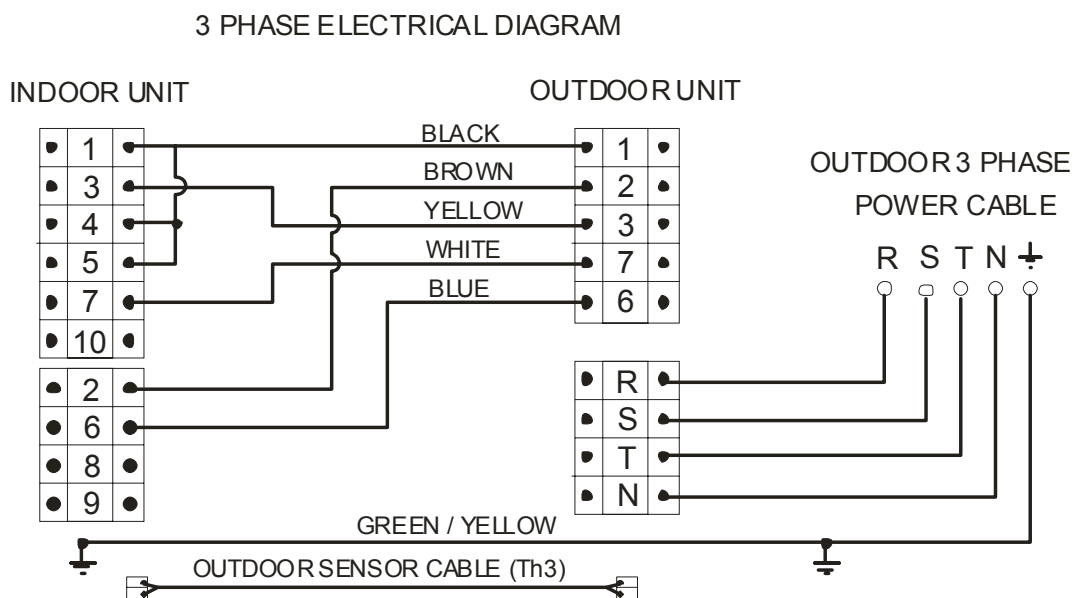 3 PHASE ELECTRICAL DIAGRAM
INDOOR UNIT
OUTDOOR UNIT
1
3
4
5
7
10
2
6
8
9
BLACK
BROWN
YELLOW
WHITE
BLUE
1
2
3
7
6
R
S
T
N
OUTDOOR 3 PHASE
POWER CABLE
R S T N
GREEN / YELLOW
OUTDOOR SENSOR CABLE (Th3)